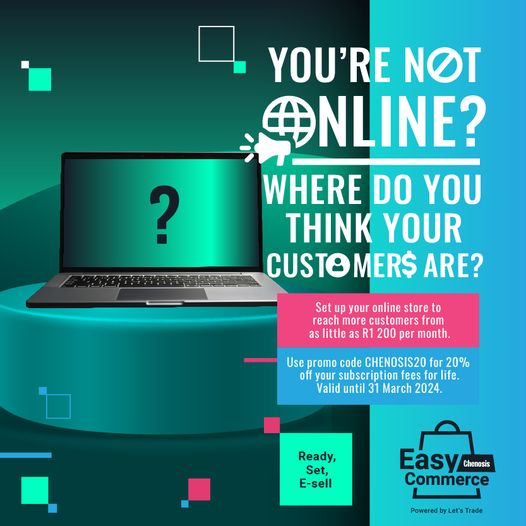 YOU'RE NOT
ONLINE?
WHERE DO YOU
THINK YOUR
CUSTOMER$ ARE?
?
Set up your online store to
reach more customers from
as little as R1 200 per month.
Use promo code CHENOSIS20 for 20%
off your subscription fees for life.
Valid until 31 March 2024.
Ready,
Set,
E-sell
Easy
Chenosis
Commerce
Powered by Let's Trade